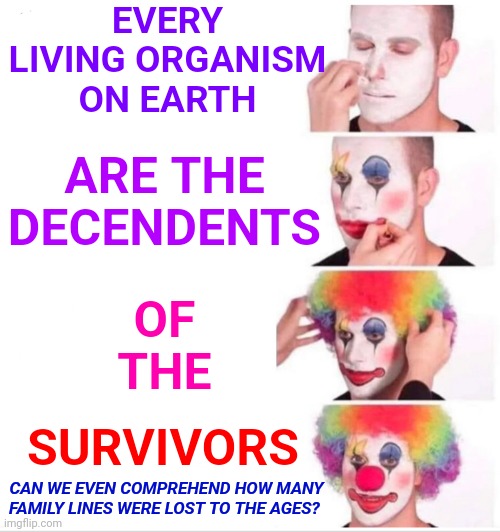 EVERY
LIVING ORGANISM
ON EARTH
ARE THE
DECENDENTS
OF
THE
SURVIVORS
CAN WE EVEN COMPREHEND HOW MANY
FAMILY LINES WERE LOST TO THE AGES?
imgflip.com